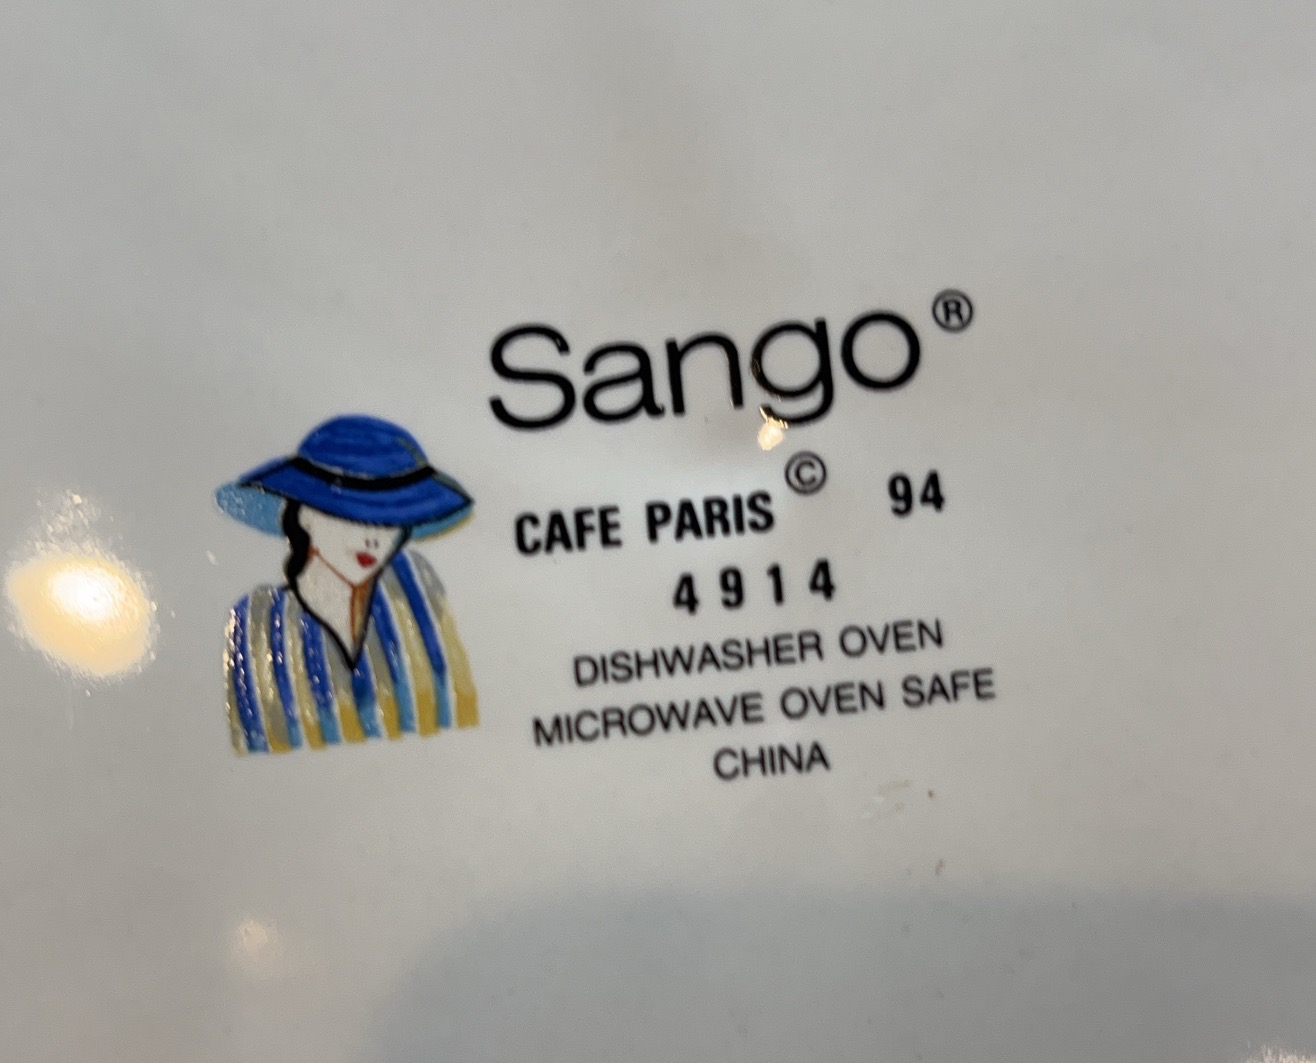 Sango®
CAFE PARIS© 94
4914
DISHWASHER OVEN
MICROWAVE OVEN SAFE
CHINA